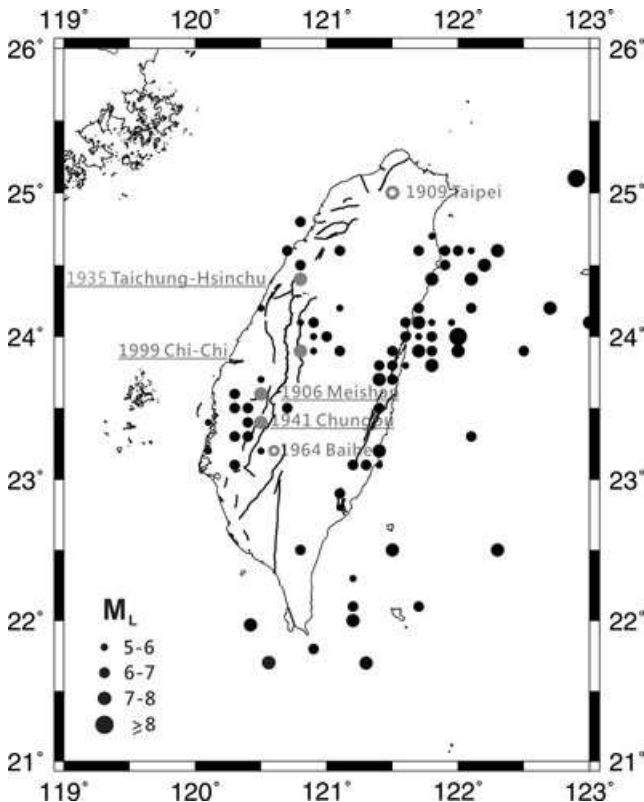 119° 120° 121° 122° 123°
26° 26°
25° 1909 Taipei 25°
1935 Taichung-Hsinchu
24° 24°
1999 Chi-Chi
1906 Meishan
1941 Chungpu
23° 1964 Baihe 23°
22° 22°
M_L
5-6
6-7
7-8
≥8
21° 21°
119° 120° 121° 122° 123°